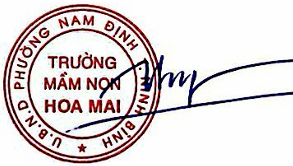 U.B.N.D PHƯỜNG NAM ĐỊNH
TRƯỜNG
MẦM NON
HOA MAI